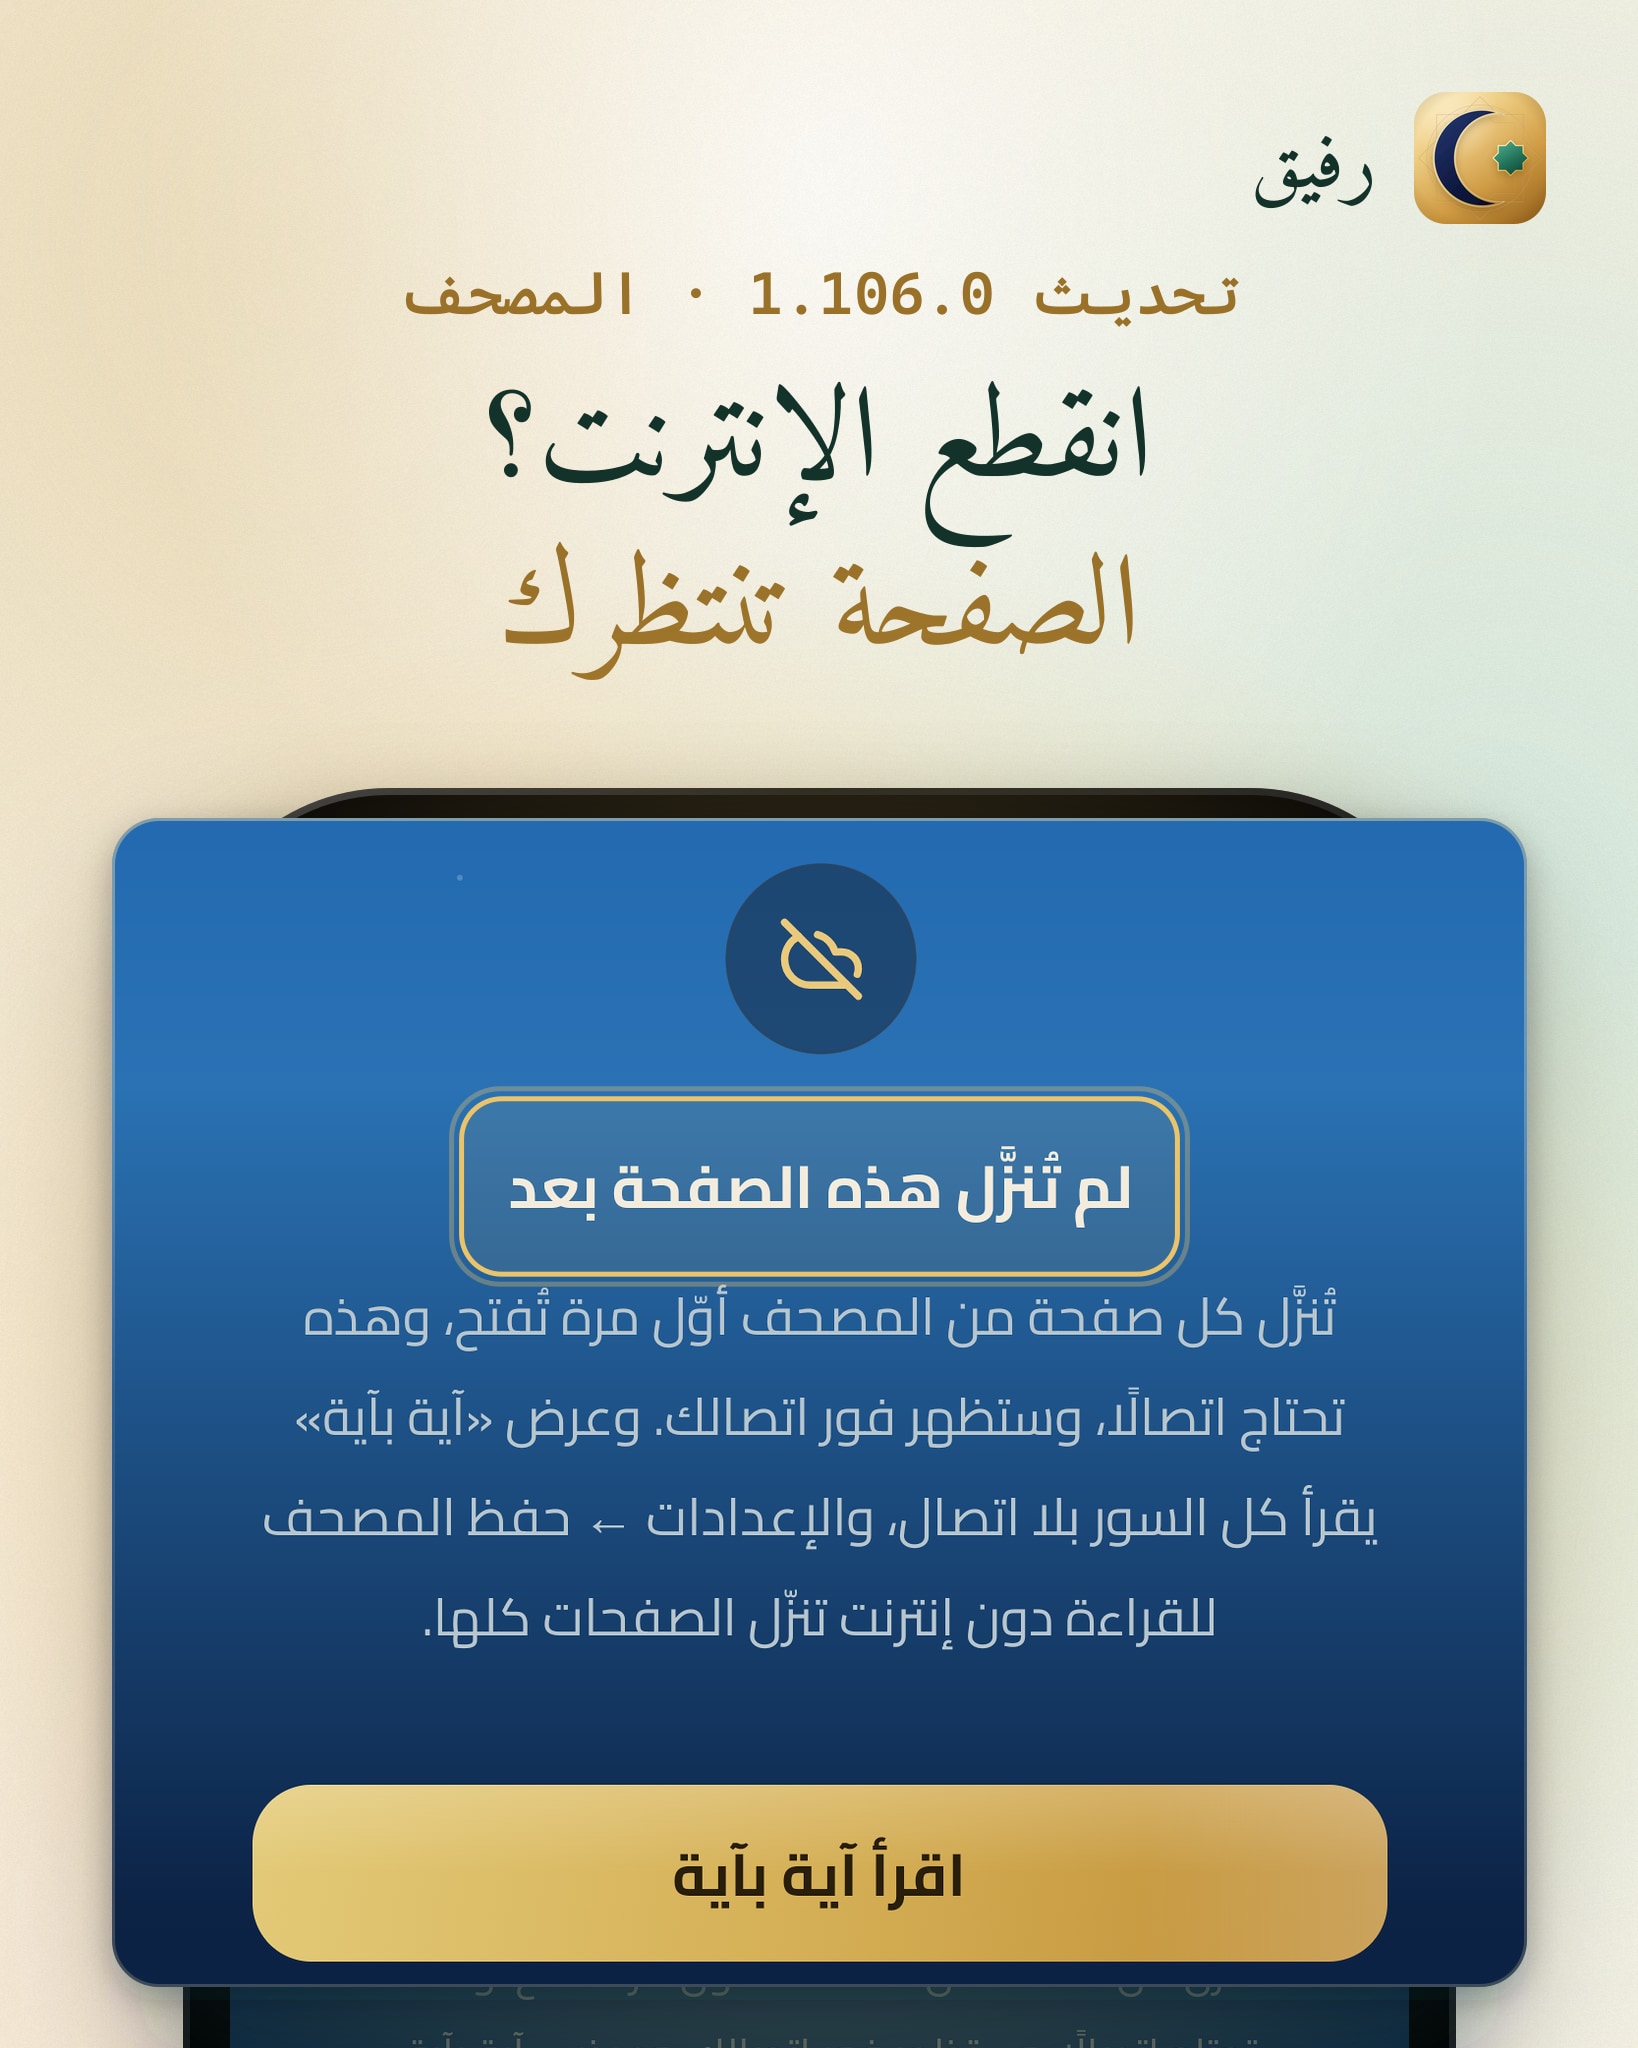 رفيق
تحديث 1.106.0 · المصحف
انقطع الإنترنت؟
الصفحة تنتظرك
لم تُنزَّل هذه الصفحة بعد
تُنزَّل كل صفحة من المصحف أوّل مرة تُفتح، وهذه
تحتاج اتصالًا، وستظهر فور اتصالك. وعرض «آية بآية»
يقرأ كل السور بلا اتصال، والإعدادات ← حفظ المصحف
للقراءة دون إنترنت تنزّل الصفحات كلها.
اقرأ آية بآية